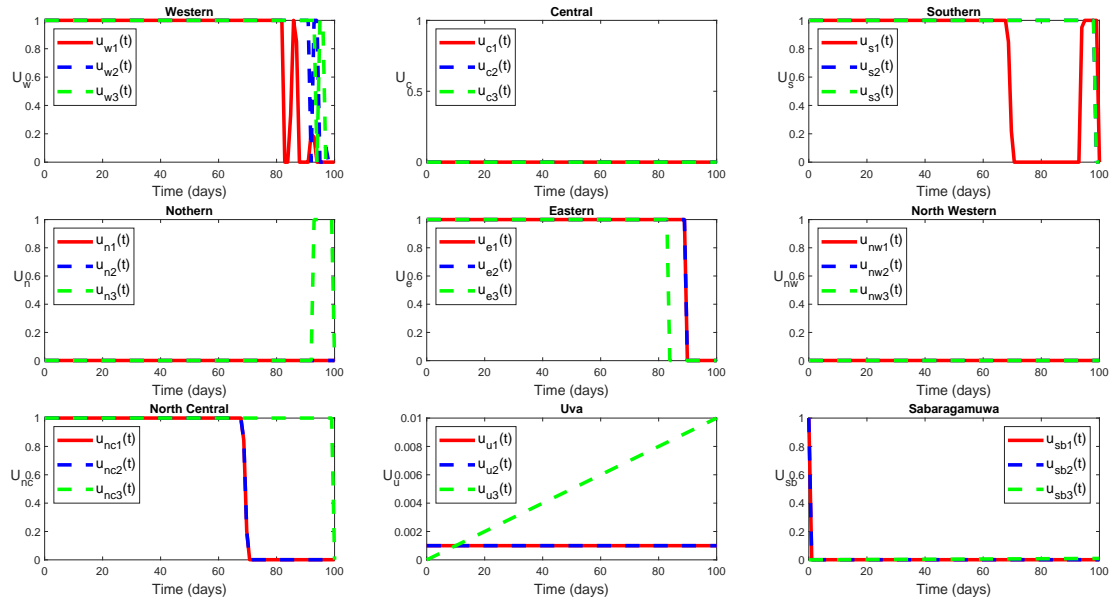 Western
1
0.8
0.6
0.4
0.2
0
U_w
u_w1(t)
u_w2(t)
u_w3(t)
0 20 40 60 80 100
Time (days)
Central
1
0.5
0
U_c
u_c1(t)
u_c2(t)
u_c3(t)
0 20 40 60 80 100
Time (days)
Southern
1
0.8
0.6
0.4
0.2
0
U_s
u_s1(t)
u_s2(t)
u_s3(t)
0 20 40 60 80 100
Time (days)
Nothern
1
0.8
0.6
0.4
0.2
0
U_n
u_n1(t)
u_n2(t)
u_n3(t)
0 20 40 60 80 100
Time (days)
Eastern
1
0.8
0.6
0.4
0.2
0
U_e
u_e1(t)
u_e2(t)
u_e3(t)
0 20 40 60 80 100
Time (days)
North Western
1
0.8
0.6
0.4
0.2
0
U_nw
u_nw1(t)
u_nw2(t)
u_nw3(t)
0 20 40 60 80 100
Time (days)
North Central
1
0.8
0.6
0.4
0.2
0
U_nc
u_nc1(t)
u_nc2(t)
u_nc3(t)
0 20 40 60 80 100
Time (days)
Uva
0.01
0.008
0.006
0.004
0.002
0
U_u
u_u1(t)
u_u2(t)
u_u3(t)
0 20 40 60 80 100
Time (days)
Sabaragamuwa
1
0.8
0.6
0.4
0.2
0
U_sb
u_sb1(t)
u_sb2(t)
u_sb3(t)
0 20 40 60 80 100
Time (days)